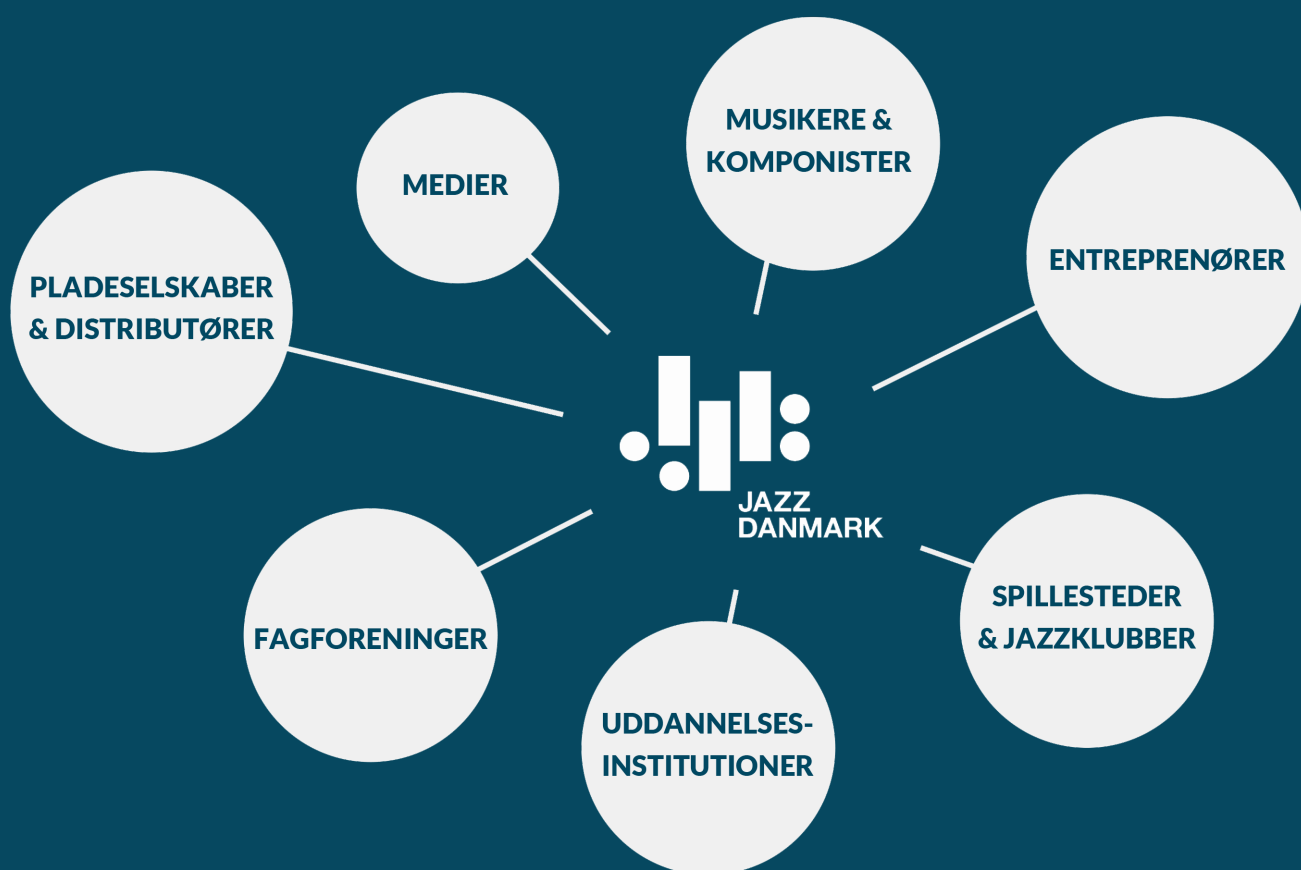 MUSIKERE &
KOMPONISTER
MEDIER
ENTREPRENØRER
PLADESELSKABER
& DISTRIBUTØRER
JAZZ
DANMARK
SPILLESTEDER
& JAZZKLUBBER
FAGFORENINGER
UDDANNELSES-
INSTITUTIONER